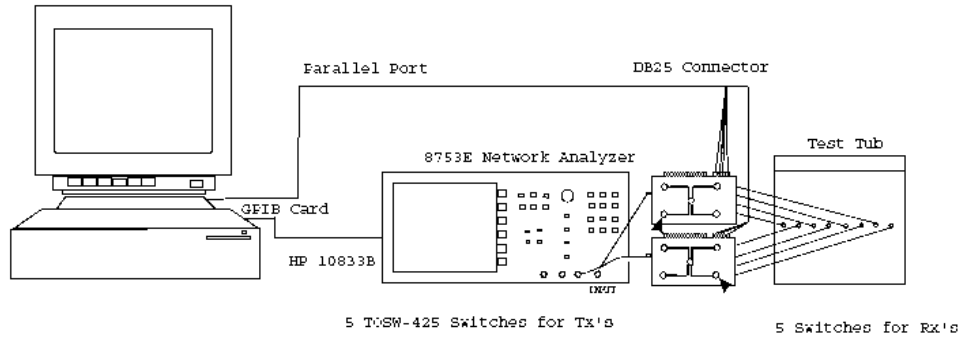 Parallel Port
DB25 Connector
Test Tub
8753E Network Analyzer
GPIB Card
HP 10833B
INPUT
5 TOSW-425 Switches for Tx's
5 Switches for Rx's